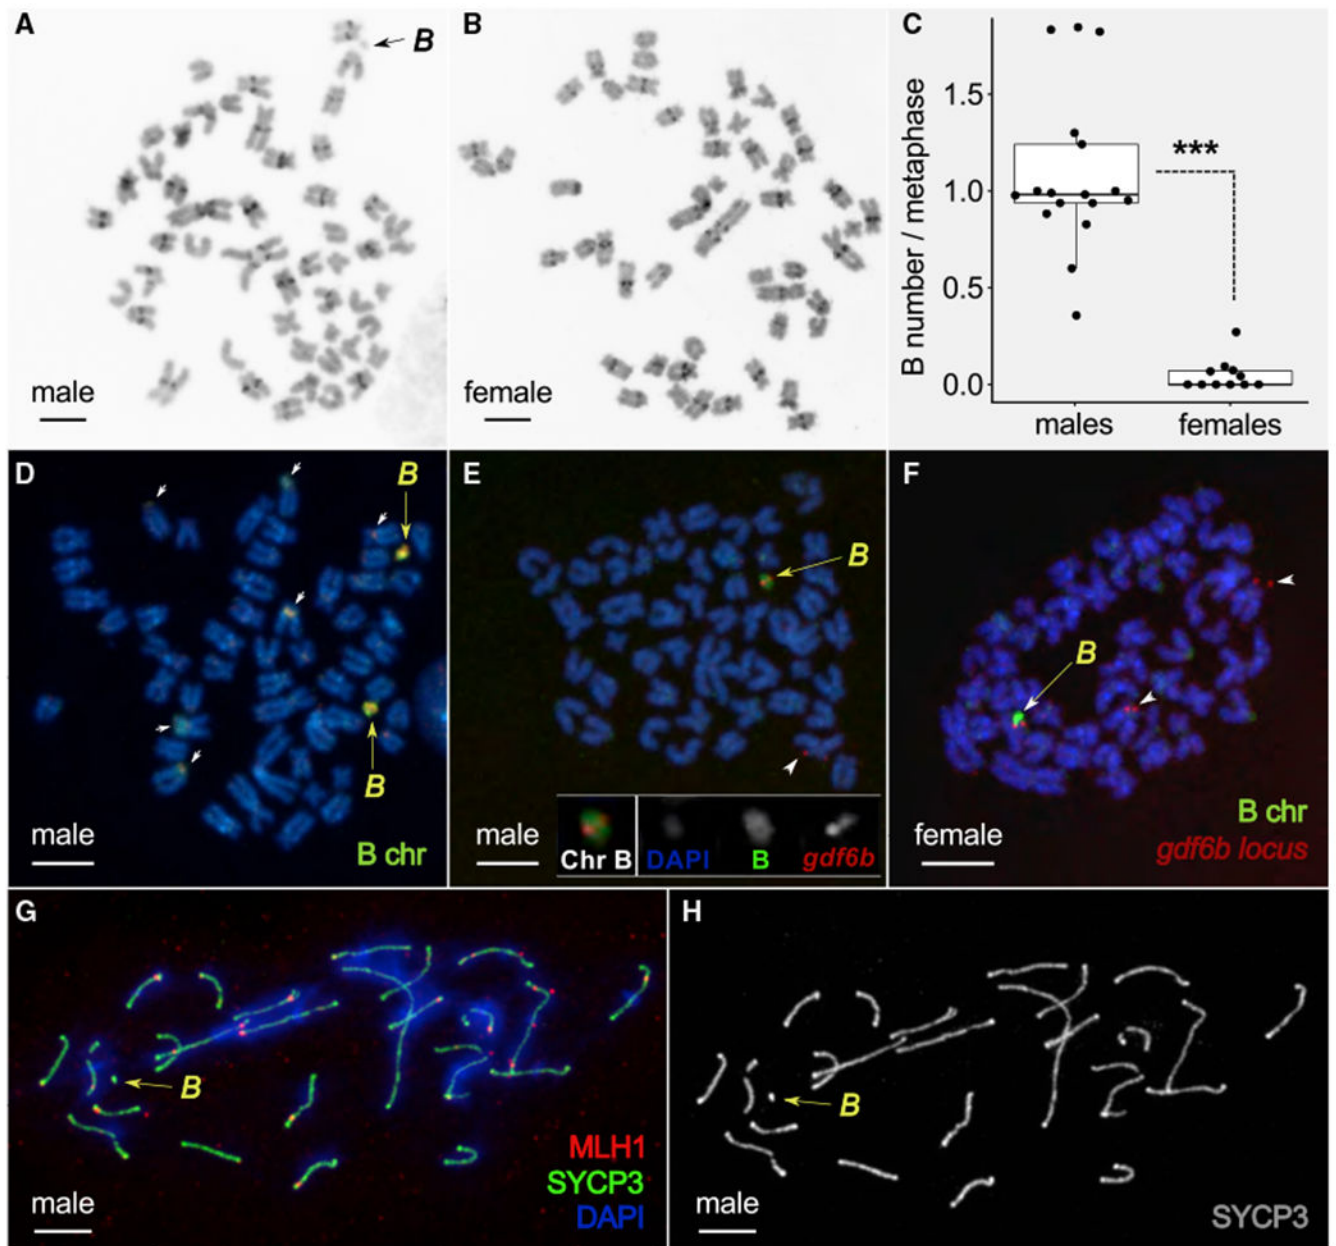 A
B
male
B
female
C
B number / metaphase
1.5
1.0
0.5
0.0
***
males
females
D
B
B
male
B chr
E
B
male
Chr B
DAPI
B
gdf6b
F
B
female
B chr
gdf6b locus
G
B
male
MLH1
SYCP3
DAPI
H
B
male
SYCP3